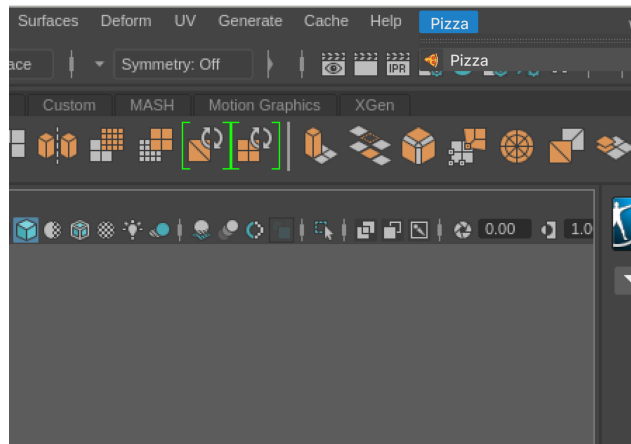 Surfaces Deform UV Generate Cache Help Pizza
ace Symmetry: Off IPR Pizza
Custom MASH Motion Graphics XGen
0.00 1.0